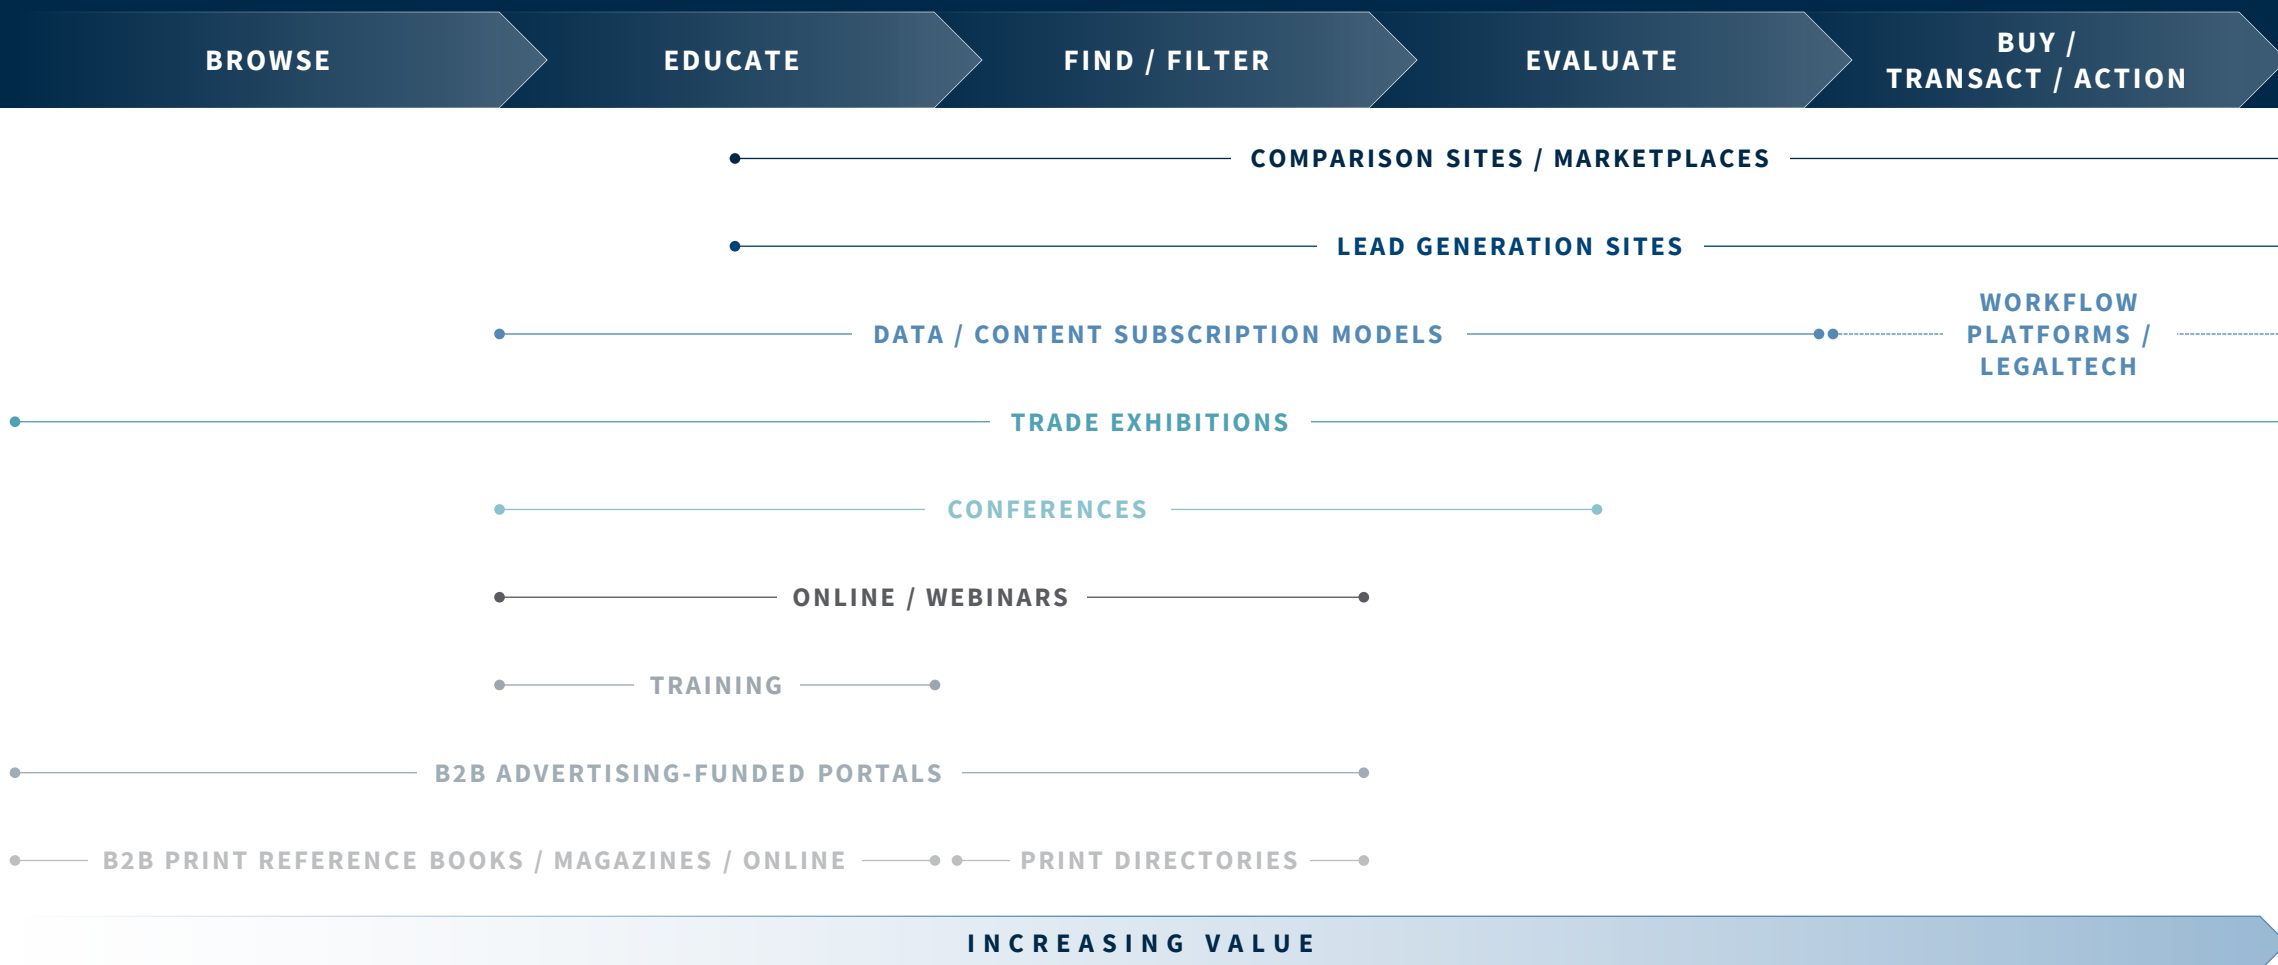 BROWSE
EDUCATE
FIND / FILTER
EVALUATE
BUY /
TRANSACT / ACTION
COMPARISON SITES / MARKETPLACES
LEAD GENERATION SITES
DATA / CONTENT SUBSCRIPTION MODELS
WORKFLOW
PLATFORMS /
LEGALTECH
TRADE EXHIBITIONS
CONFERENCES
ONLINE / WEBINARS
TRAINING
B2B ADVERTISING-FUNDED PORTALS
B2B PRINT REFERENCE BOOKS / MAGAZINES / ONLINE
PRINT DIRECTORIES
INCREASING VALUE